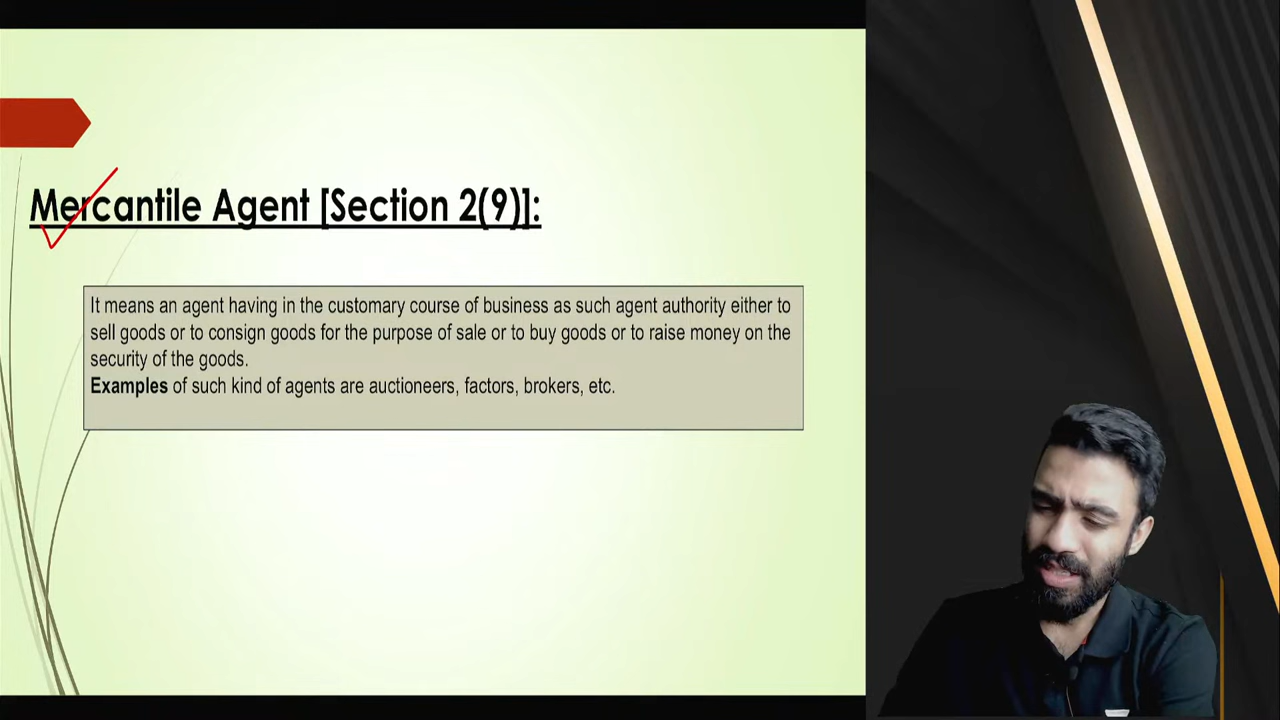 Mercantile Agent [Section 2(9)]:
It means an agent having in the customary course of business as such agent authority either to
sell goods or to consign goods for the purpose of sale or to buy goods or to raise money on the
security of the goods.
Examples of such kind of agents are auctioneers, factors, brokers, etc.